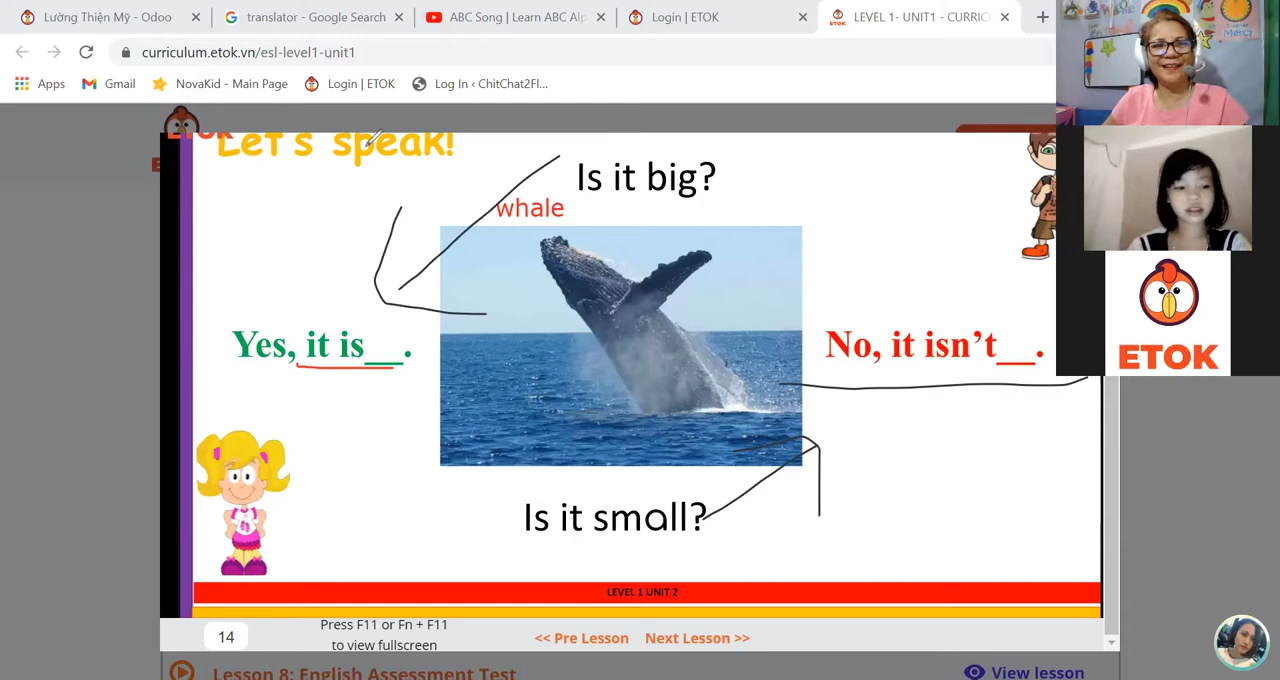 Lường Thiện Mỹ - Odoo
translator - Google Search
ABC Song | Learn ABC Alp
Login | ETOK
LEVEL 1- UNIT1 - CURRIC
curriculum.etok.vn/esl-level1-unit1
Apps
Gmail
NovaKid - Main Page
Login | ETOK
Log In ‹ ChitChat2Fl...
Mercy
ETOK
Let's speak!
Is it big?
whale
Yes, it is__.
No, it isn't__.
ETOK
Is it small?
LEVEL 1 UNIT 2
14
Press F11 or Fn + F11
to view fullscreen
<< Pre Lesson
Next Lesson >>
Lesson 8: English Assessment Test
View lesson